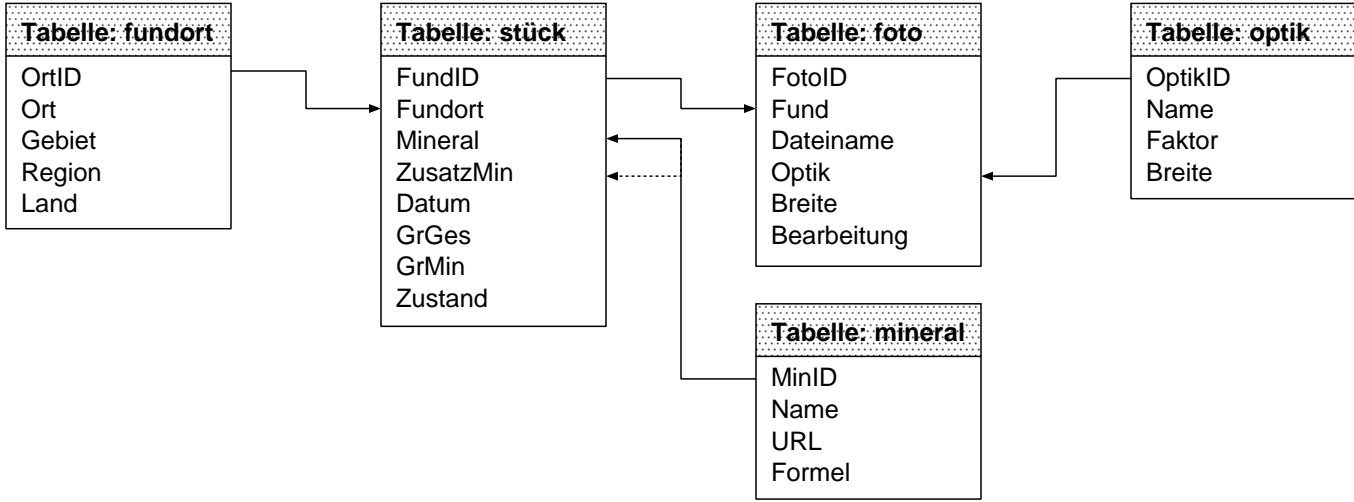 Tabelle: fundort
OrtID
Ort
Gebiet
Region
Land
Tabelle: stück
FundID
Fundort
Mineral
ZusatzMin
Datum
GrGes
GrMin
Zustand
Tabelle: foto
FotoID
Fund
Dateiname
Optik
Breite
Bearbeitung
Tabelle: optik
OptikID
Name
Faktor
Breite
Tabelle: mineral
MinID
Name
URL
Formel